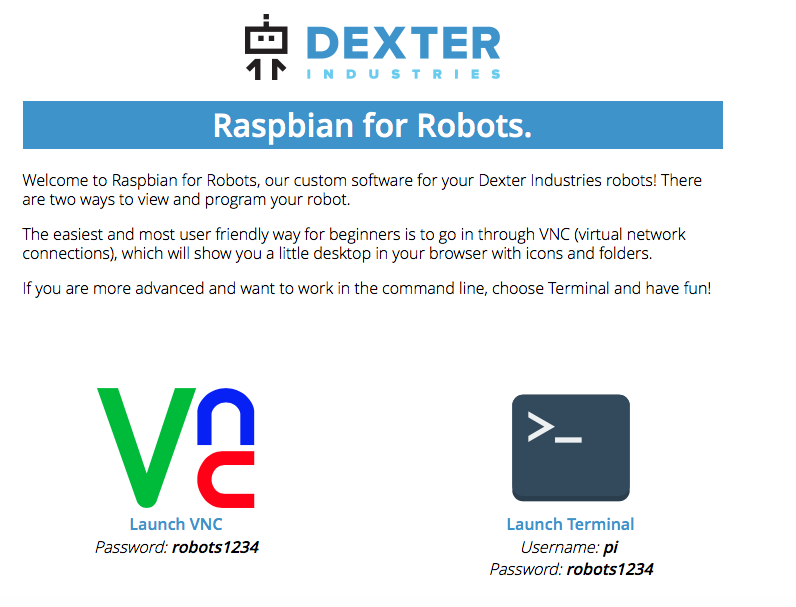 DEXTER
INDUSTRIES
Raspbian for Robots.
Welcome to Raspbian for Robots, our custom software for your Dexter Industries robots! There
are two ways to view and program your robot.
The easiest and most user friendly way for beginners is to go in through VNC (virtual network
connections), which will show you a little desktop in your browser with icons and folders.
If you are more advanced and want to work in the command line, choose Terminal and have fun!
Vnc
>_
Launch VNC
Launch Terminal
Password: robots1234
Username: pi
Password: robots1234